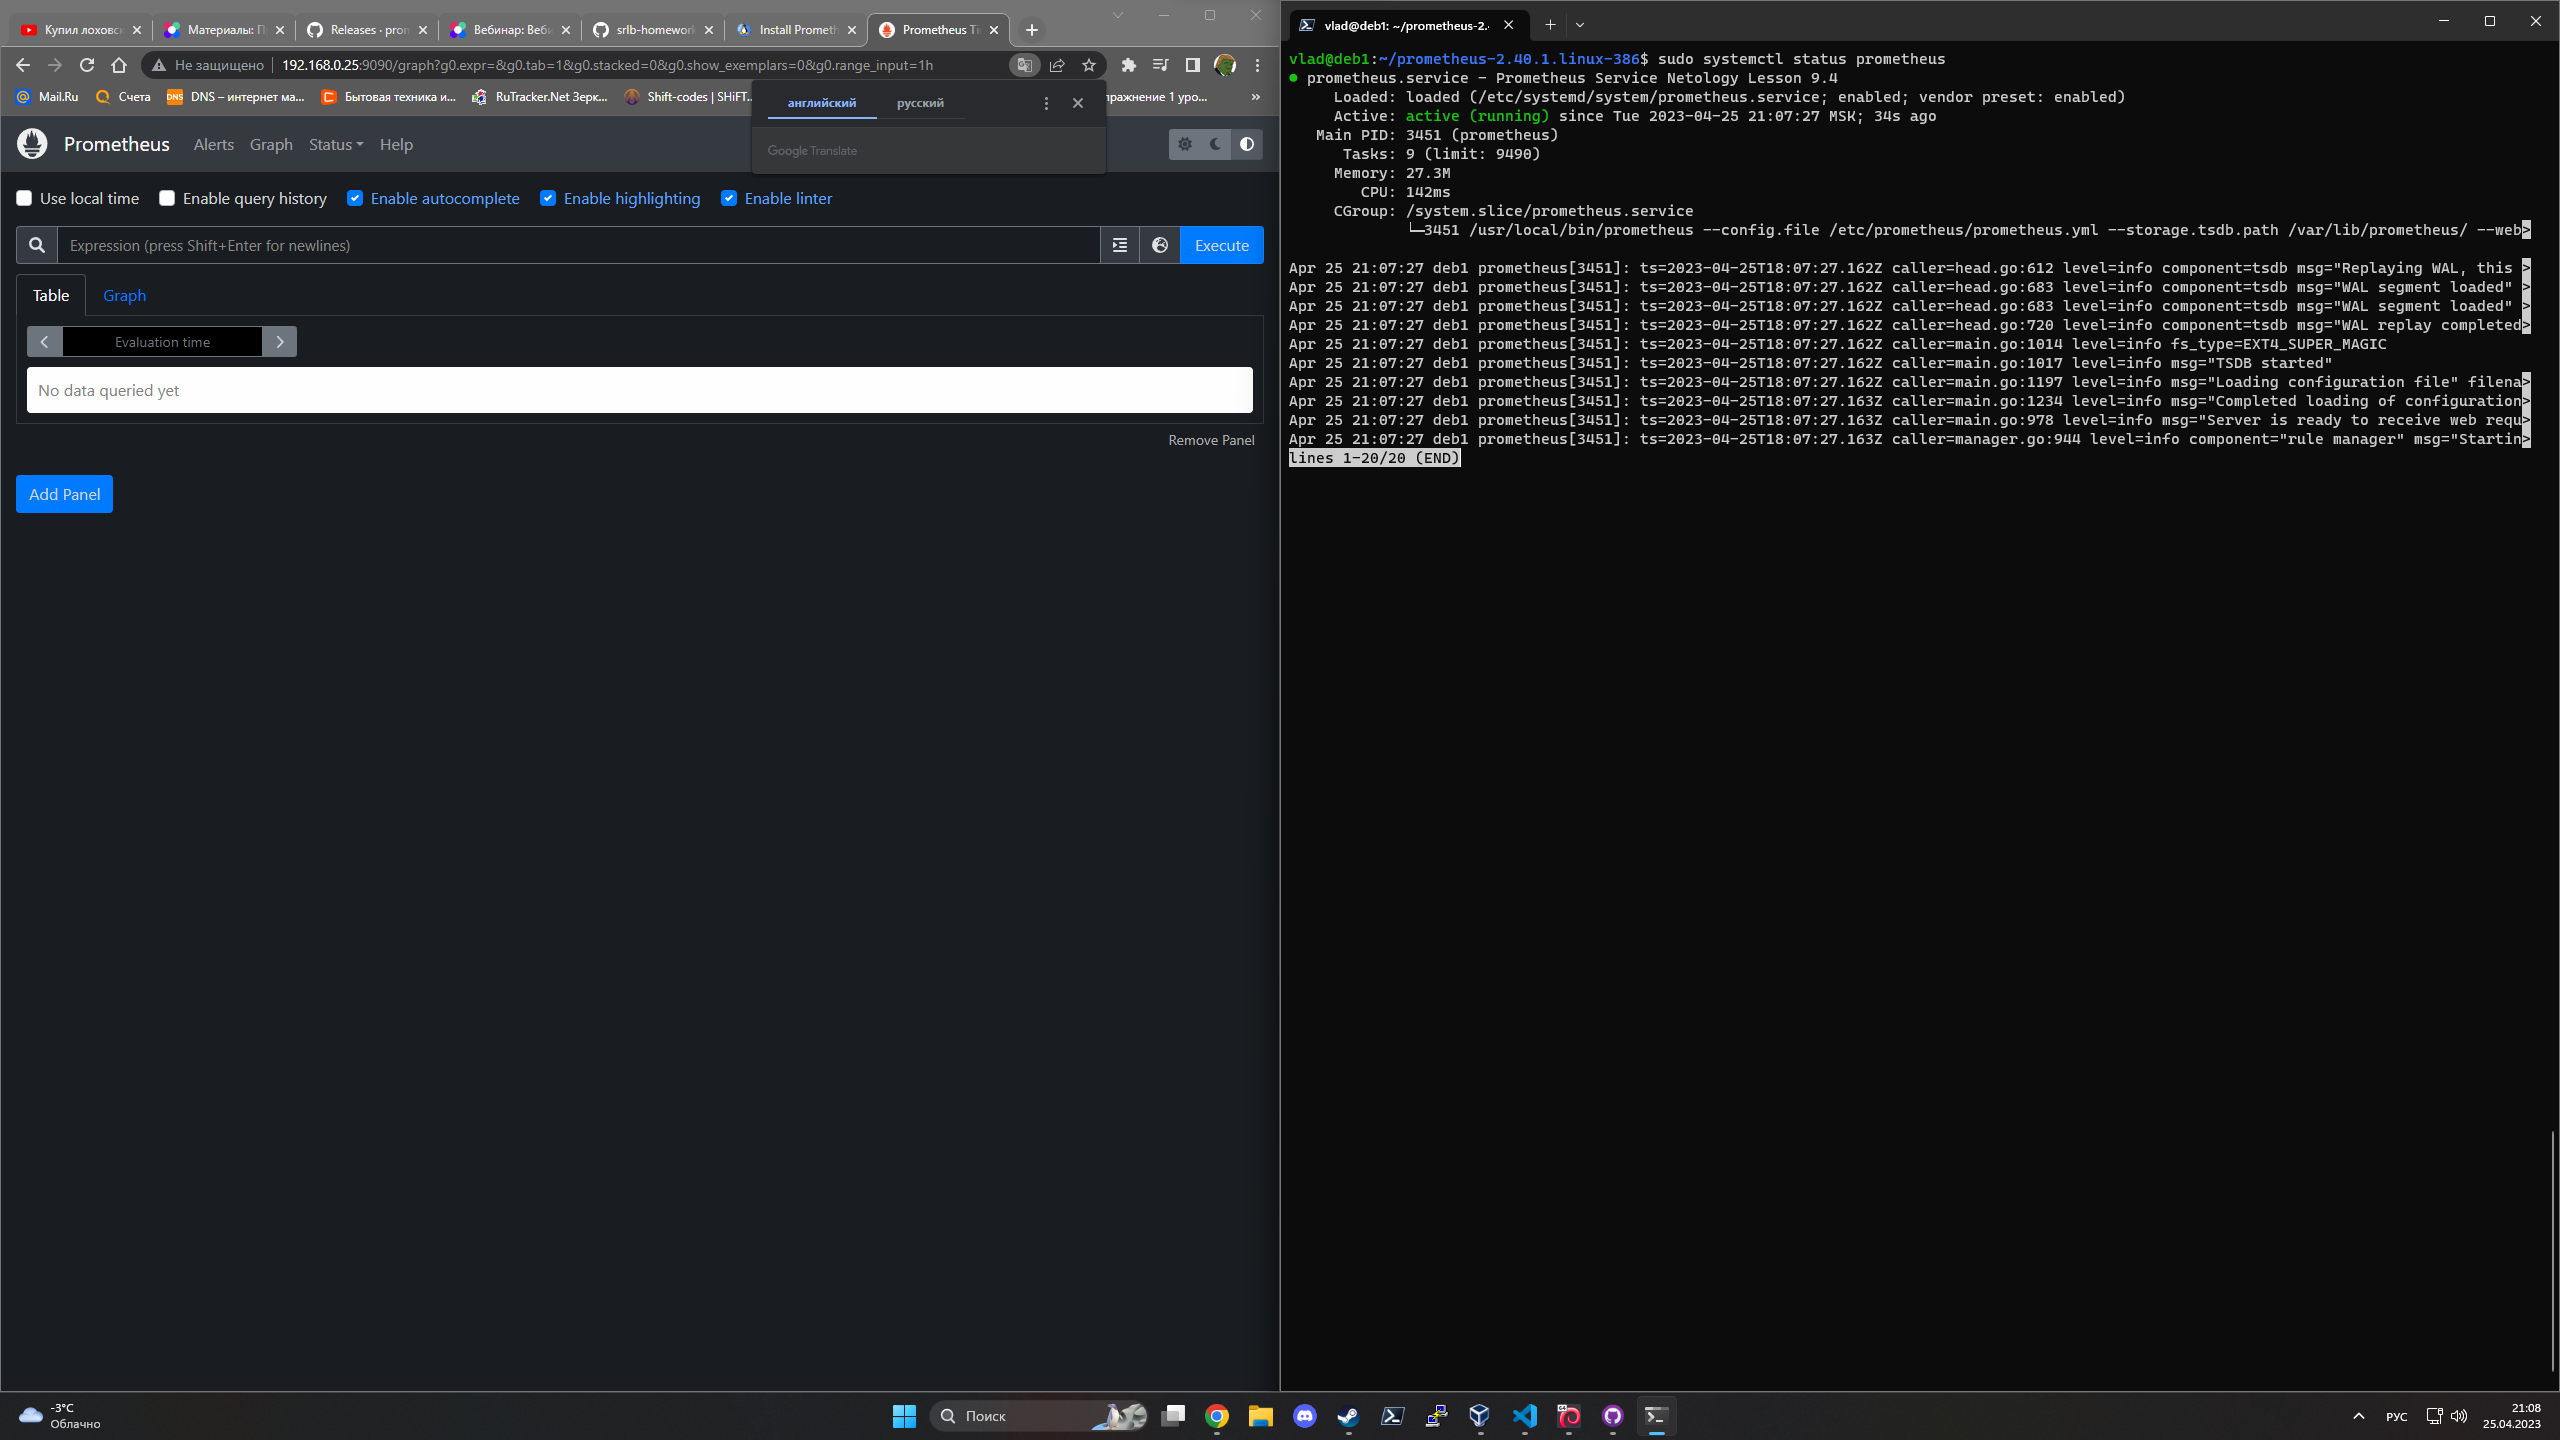 Купил лоховс
Материалы: П
Releases · pron
Вебинар: Веби
srlb-homework
Install Prometh
Prometheus Ti
Не защищено
192.168.0.25:9090/graph?g0.expr=&g0.tab=1&g0.stacked=0&g0.show_exemplars=0&g0.range_input=1h
Mail.Ru
Счета
DNS – интернет ма...
Бытовая техника и...
RuTracker.Net Зерк...
Shift-codes | SHiFT...
пражнение 1 уро...
»
английский
русский
Google Translate
Prometheus
Alerts
Graph
Status
Help
Use local time
Enable query history
Enable autocomplete
Enable highlighting
Enable linter
Expression (press Shift+Enter for newlines)
Execute
Table
Graph
Evaluation time
No data queried yet
Remove Panel
Add Panel
vlad@deb1: ~/prometheus-2.
vlad@deb1:~/prometheus-2.40.1.linux-386$ sudo systemctl status prometheus
● prometheus.service - Prometheus Service Netology Lesson 9.4
Loaded: loaded (/etc/systemd/system/prometheus.service; enabled; vendor preset: enabled)
Active: active (running) since Tue 2023-04-25 21:07:27 MSK; 34s ago
Main PID: 3451 (prometheus)
Tasks: 9 (limit: 9490)
Memory: 27.3M
CPU: 142ms
CGroup: /system.slice/prometheus.service
└─3451 /usr/local/bin/prometheus --config.file /etc/prometheus/prometheus.yml --storage.tsdb.path /var/lib/prometheus/ --web>
Apr 25 21:07:27 deb1 prometheus[3451]: ts=2023-04-25T18:07:27.162Z caller=head.go:612 level=info component=tsdb msg="Replaying WAL, this >
Apr 25 21:07:27 deb1 prometheus[3451]: ts=2023-04-25T18:07:27.162Z caller=head.go:683 level=info component=tsdb msg="WAL segment loaded" >
Apr 25 21:07:27 deb1 prometheus[3451]: ts=2023-04-25T18:07:27.162Z caller=head.go:683 level=info component=tsdb msg="WAL segment loaded" >
Apr 25 21:07:27 deb1 prometheus[3451]: ts=2023-04-25T18:07:27.162Z caller=head.go:720 level=info component=tsdb msg="WAL replay completed>
Apr 25 21:07:27 deb1 prometheus[3451]: ts=2023-04-25T18:07:27.162Z caller=main.go:1014 level=info fs_type=EXT4_SUPER_MAGIC
Apr 25 21:07:27 deb1 prometheus[3451]: ts=2023-04-25T18:07:27.162Z caller=main.go:1017 level=info msg="TSDB started"
Apr 25 21:07:27 deb1 prometheus[3451]: ts=2023-04-25T18:07:27.162Z caller=main.go:1197 level=info msg="Loading configuration file" filena>
Apr 25 21:07:27 deb1 prometheus[3451]: ts=2023-04-25T18:07:27.163Z caller=main.go:1234 level=info msg="Completed loading of configuration>
Apr 25 21:07:27 deb1 prometheus[3451]: ts=2023-04-25T18:07:27.163Z caller=main.go:978 level=info msg="Server is ready to receive web requ>
Apr 25 21:07:27 deb1 prometheus[3451]: ts=2023-04-25T18:07:27.163Z caller=manager.go:944 level=info component="rule manager" msg="Startin>
lines 1-20/20 (END)
-3°C
Облачно
Поиск
РУС
21:08
25.04.2023